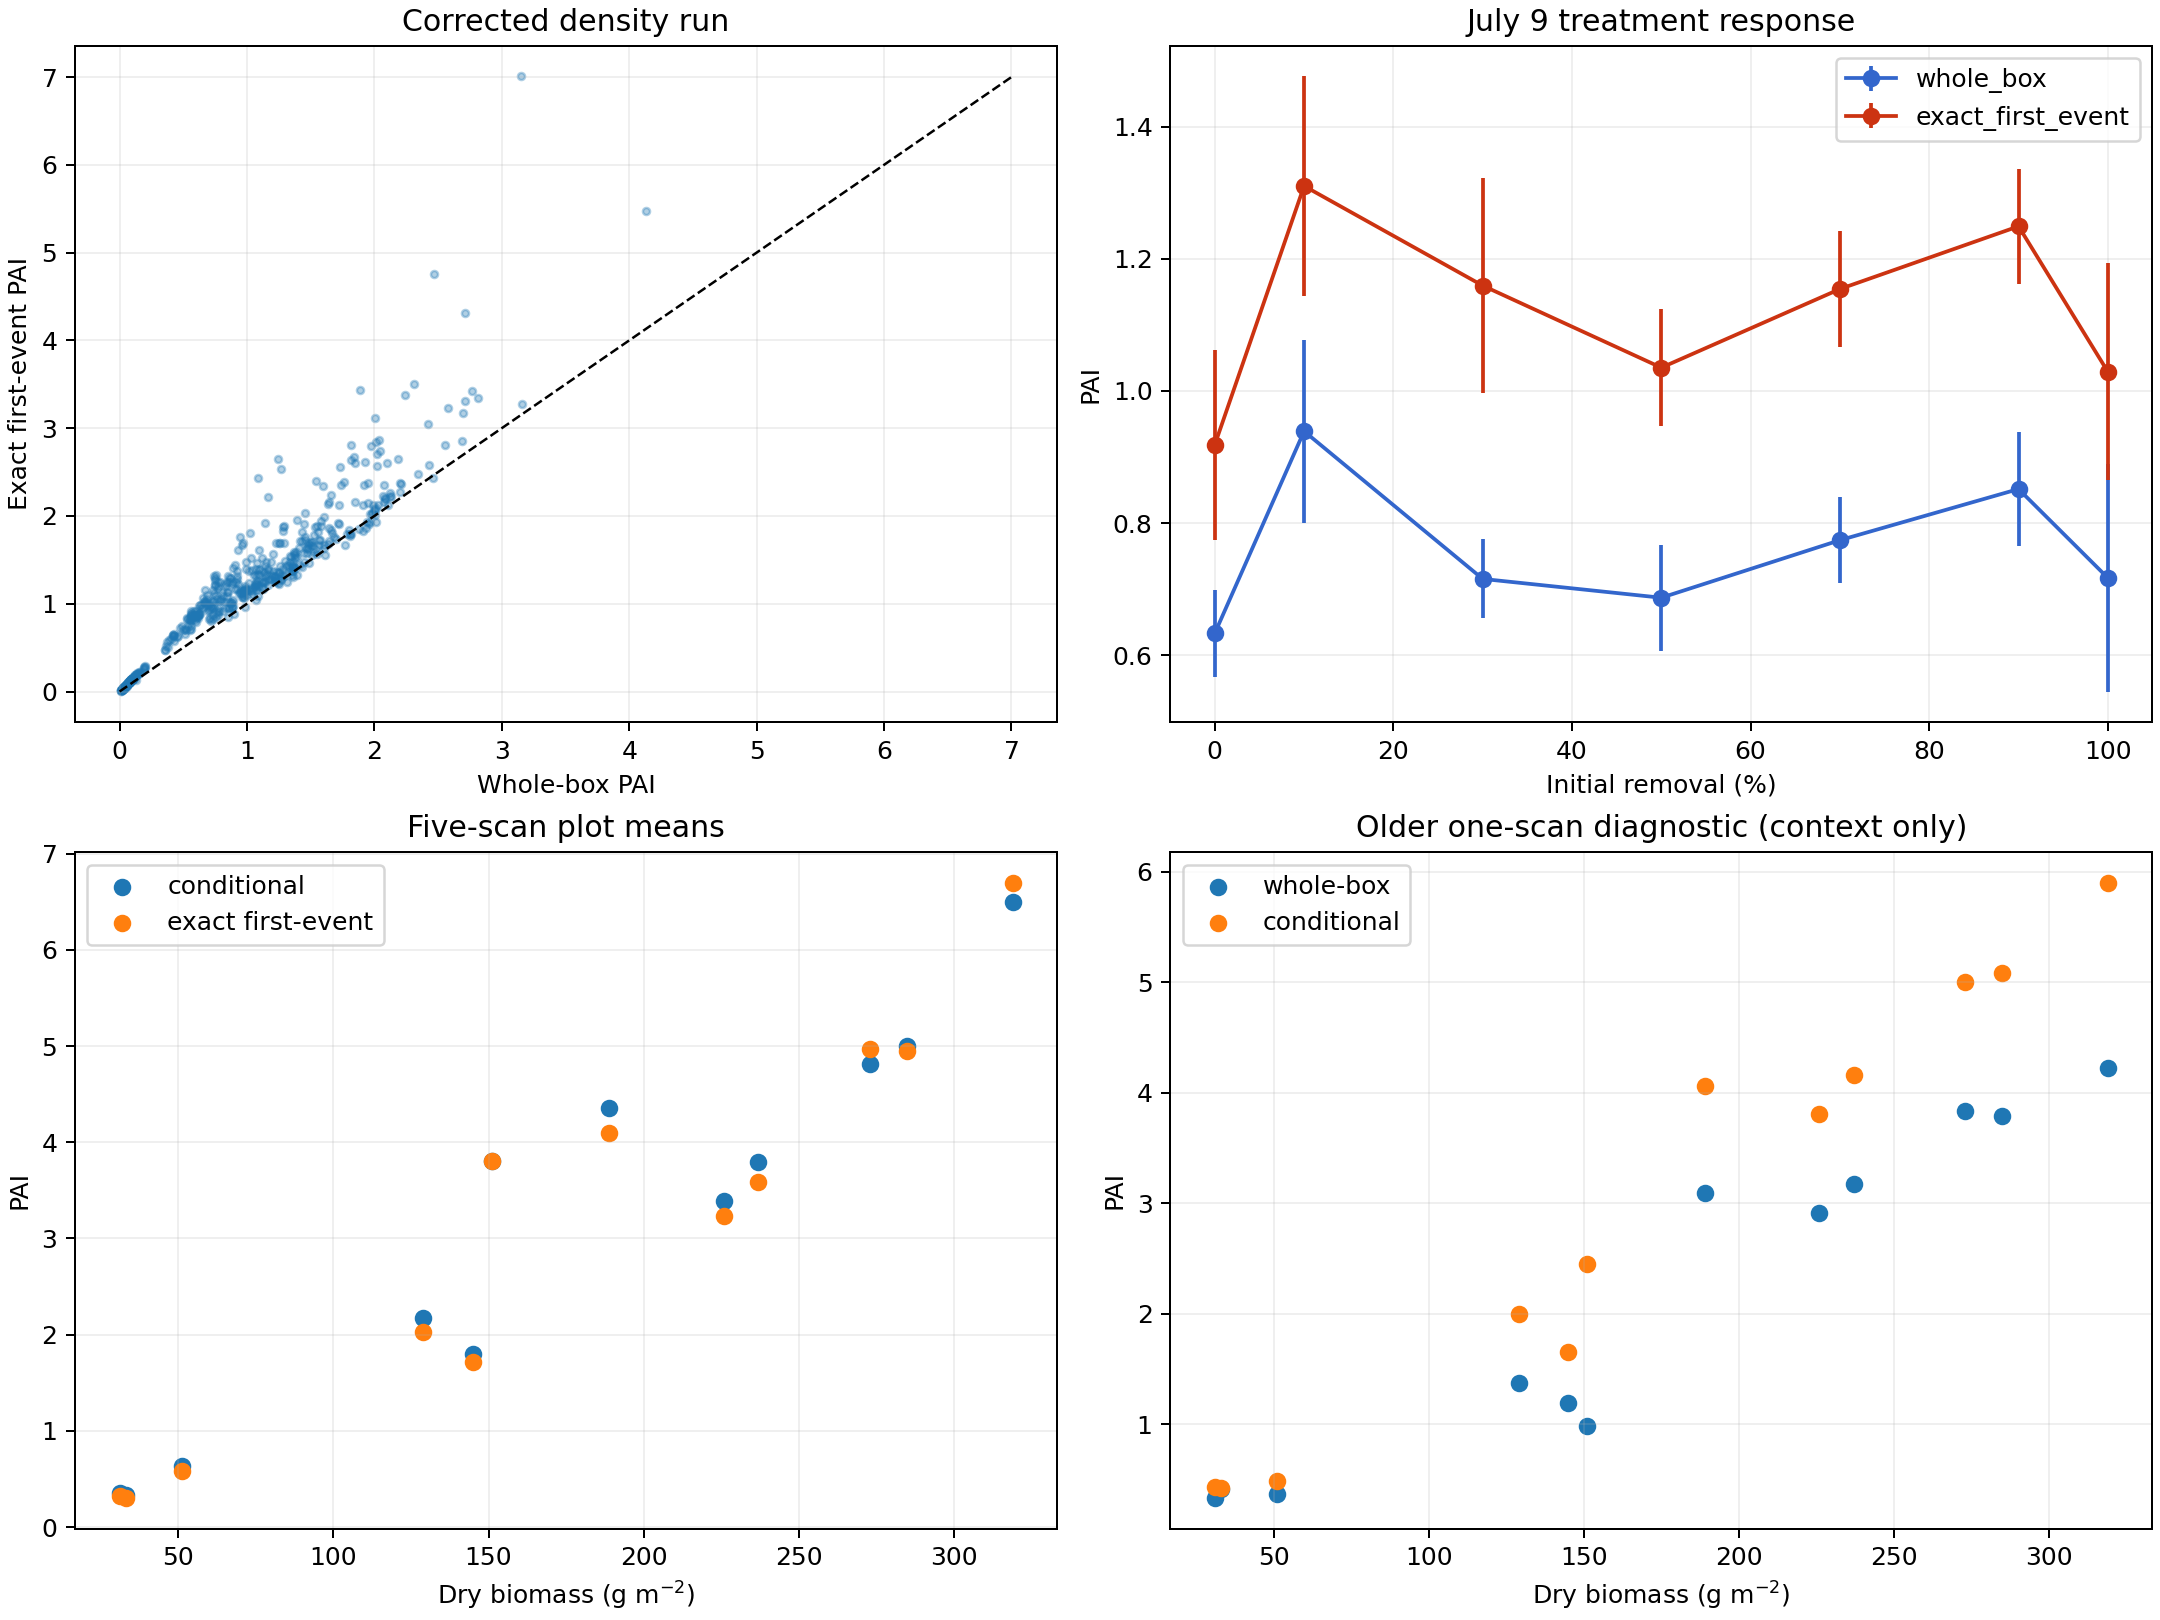 Corrected density run
Exact first-event PAI
7
6
5
4
3
2
1
0
0 1 2 3 4 5 6 7
Whole-box PAI
July 9 treatment response
whole_box
exact_first_event
PAI
1.4
1.2
1.0
0.8
0.6
0 20 40 60 80 100
Initial removal (%)
Five-scan plot means
conditional
exact first-event
PAI
7
6
5
4
3
2
1
0
50 100 150 200 250 300
Dry biomass (g m⁻²)
Older one-scan diagnostic (context only)
whole-box
conditional
PAI
6
5
4
3
2
1
50 100 150 200 250 300
Dry biomass (g m⁻²)